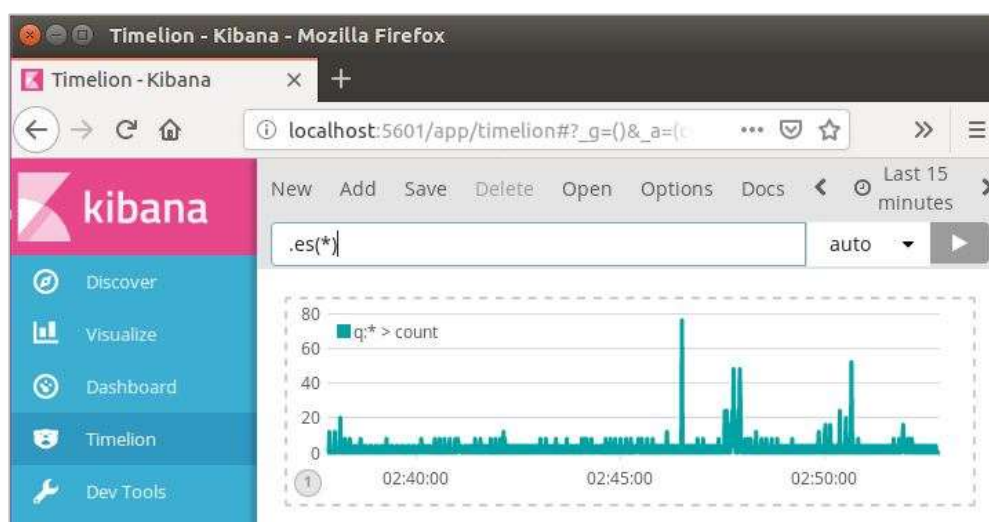 Timelion - Kibana - Mozilla Firefox
Timelion - Kibana
localhost:5601/app/timelion#?_g=()&_a=(c
kibana
New Add Save Delete Open Options Docs Last 15 minutes
.es(*)
auto
Discover
Visualize
Dashboard
Timelion
Dev Tools
80
60
40
20
0
q:* > count
1
02:40:00 02:45:00 02:50:00